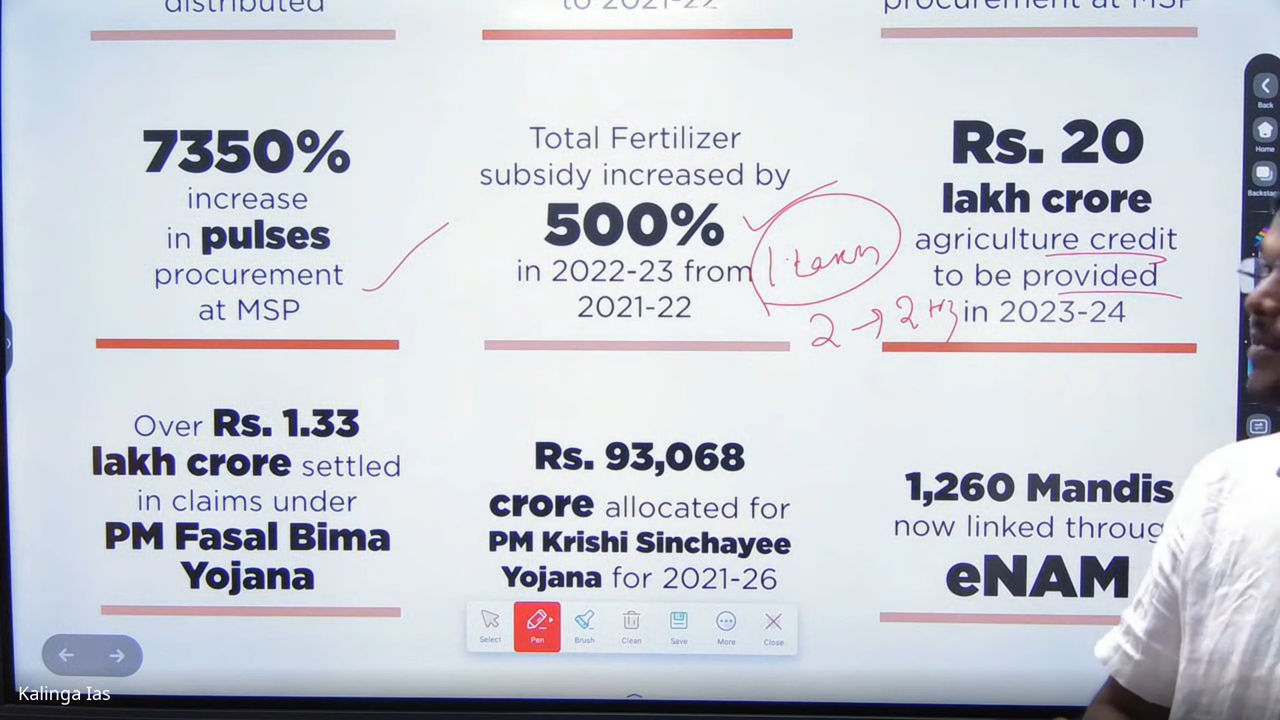 distributed
to 2021-22
procurement at MSP
7350%
increase
in pulses
procurement
at MSP
Total Fertilizer
subsidy increased by
500%
in 2022-23 from
2021-22
Rs. 20
lakh crore
agriculture credit
to be provided
in 2023-24
2 → 2
Over Rs. 1.33
lakh crore settled
in claims under
PM Fasal Bima
Yojana
Rs. 93,068
crore allocated for
PM Krishi Sinchayee
Yojana for 2021-26
1,260 Mandis
now linked throug
eNAM
Back
Home
Select
Pen
Brush
Clean
Save
More
Close
Kalinga Ias